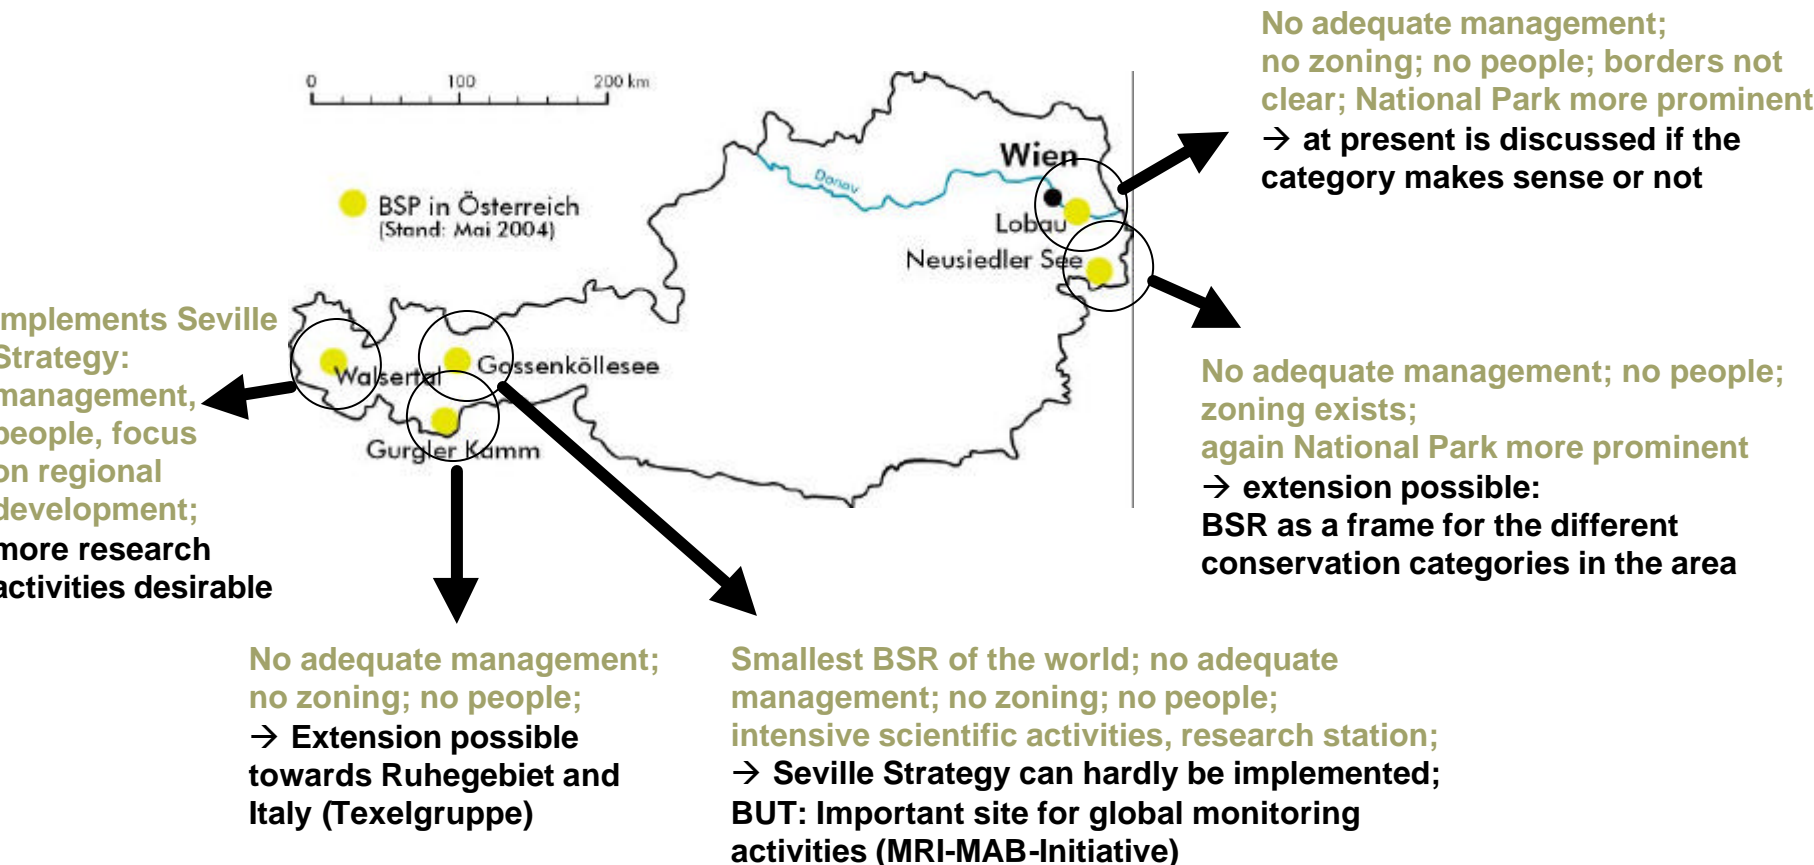 No adequate management;
no zoning; no people; borders not
clear; National Park more prominent
→ at present is discussed if the
category makes sense or not
0 100 200 km
Wien
Donau
BSP in Österreich
(Stand: Mai 2004)
Lobau
Neusiedler See
Implements Seville
Strategy:
management,
people, focus
on regional
development;
more research
activities desirable
Walsertal
Gossenköllesee
Gurgler Kamm
No adequate management; no people;
zoning exists;
again National Park more prominent
→ extension possible:
BSR as a frame for the different
conservation categories in the area
No adequate management;
no zoning; no people;
→ Extension possible
towards Ruhegebiet and
Italy (Texelgruppe)
Smallest BSR of the world; no adequate
management; no zoning; no people;
intensive scientific activities, research station;
→ Seville Strategy can hardly be implemented;
BUT: Important site for global monitoring
activities (MRI-MAB-Initiative)